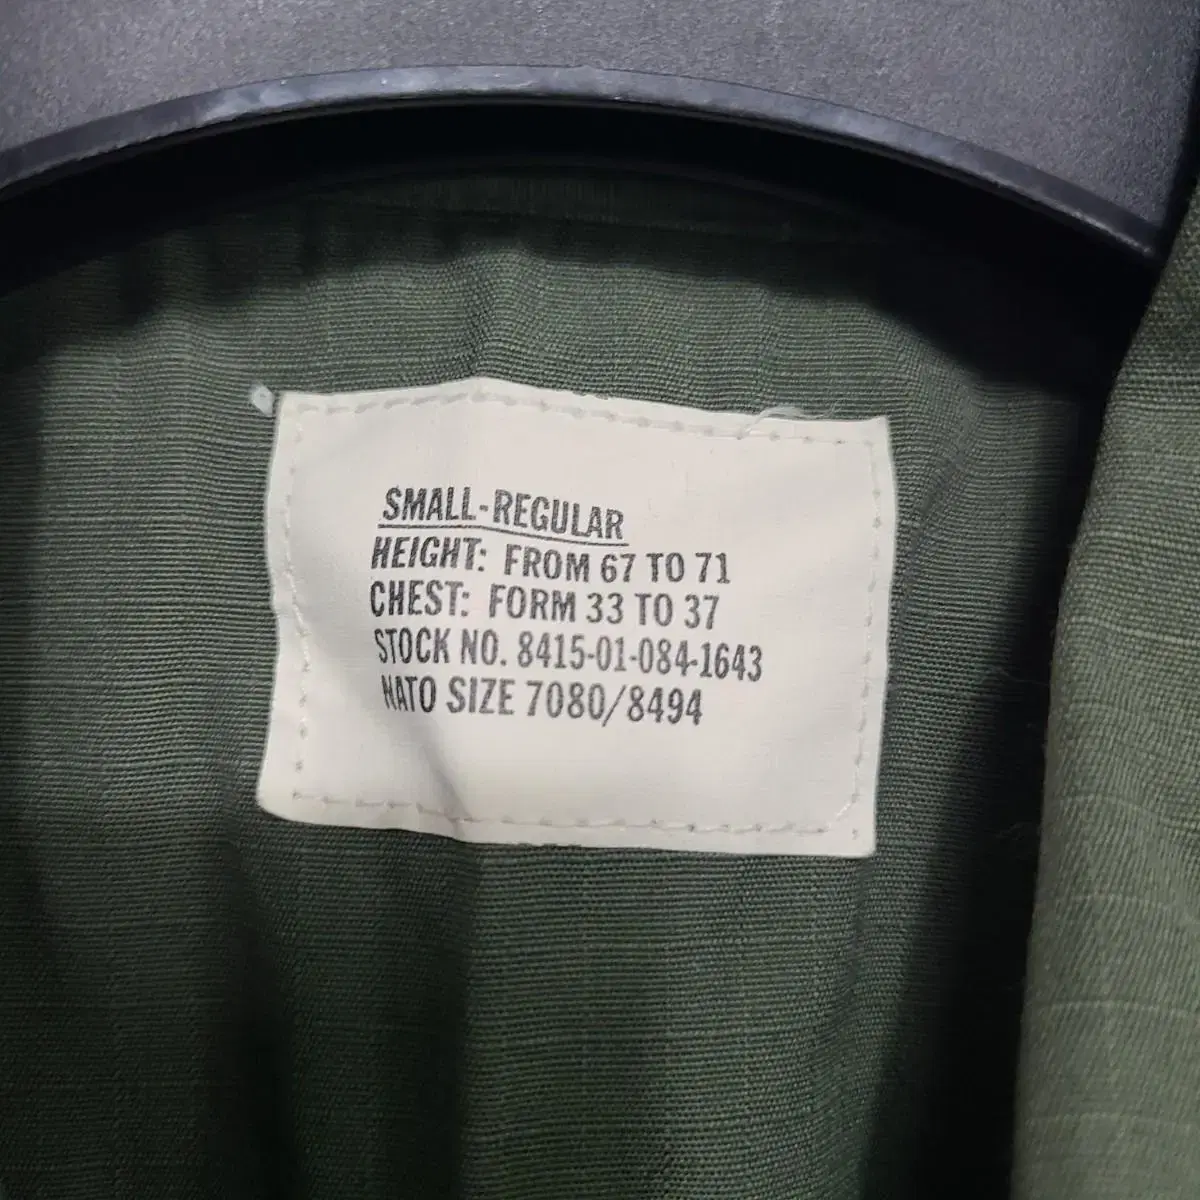 SMALL-REGULAR
HEIGHT: FROM 67 TO 71
CHEST: FORM 33 TO 37
STOCK NO. 8415-01-084-1643
NATO SIZE 7080/8494